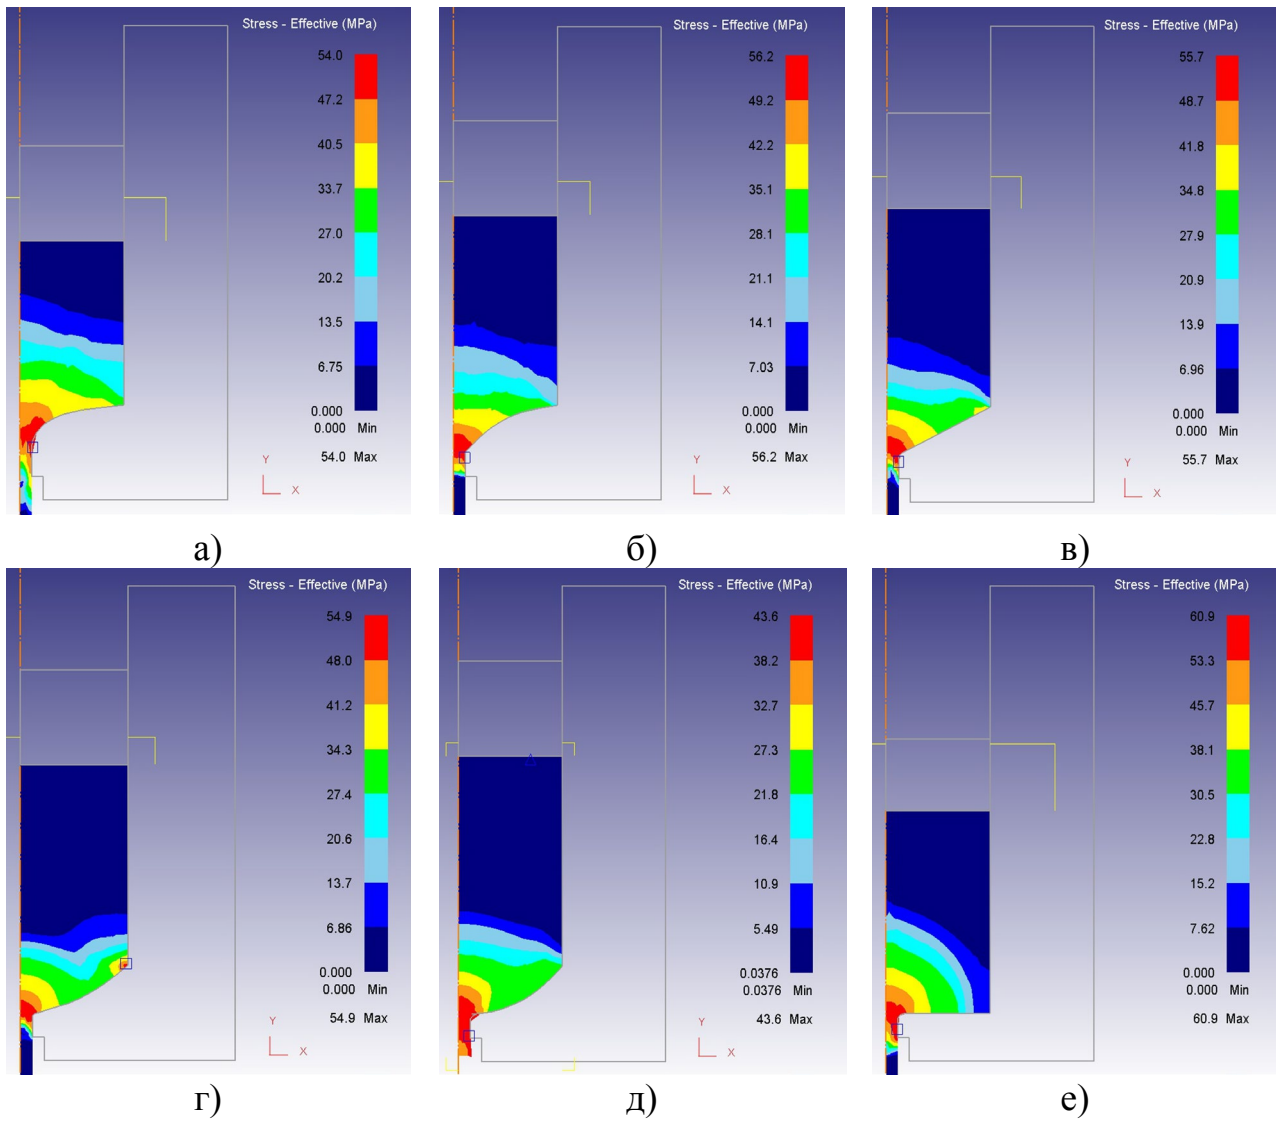 Stress - Effective (MPa)
54.0
47.2
40.5
33.7
27.0
20.2
13.5
6.75
0.000
0.000 Min
54.0 Max
Y
X
а)
Stress - Effective (MPa)
56.2
49.2
42.2
35.1
28.1
21.1
14.1
7.03
0.000
0.000 Min
56.2 Max
Y
X
б)
Stress - Effective (MPa)
55.7
48.7
41.8
34.8
27.9
20.9
13.9
6.96
0.000
0.000 Min
55.7 Max
Y
X
в)
Stress - Effective (MPa)
54.9
48.0
41.2
34.3
27.4
20.6
13.7
6.86
0.000
0.000 Min
54.9 Max
Y
X
г)
Stress - Effective (MPa)
43.6
38.2
32.7
27.3
21.8
16.4
10.9
5.49
0.0376
0.0376 Min
43.6 Max
Y
X
д)
Stress - Effective (MPa)
60.9
53.3
45.7
38.1
30.5
22.8
15.2
7.62
0.000
0.000 Min
60.9 Max
Y
X
е)